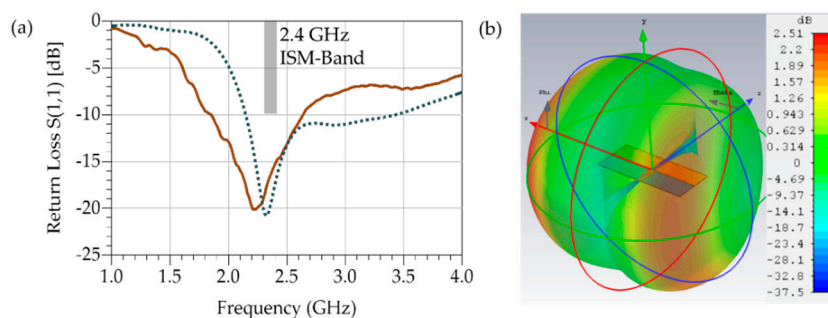 (a)
0
-5
-10
-15
-20
-25
Return Loss S(1,1) [dB]
2.4 GHz
ISM-Band
1.0 1.5 2.0 2.5 3.0 3.5 4.0
Frequency (GHz)
(b)
y
Phi
Theta
x
z
dB
2.51
2.2
1.89
1.57
1.26
0.943
0.629
0.314
0
-4.69
-9.37
-14.1
-18.7
-23.4
-28.1
-32.8
-37.5